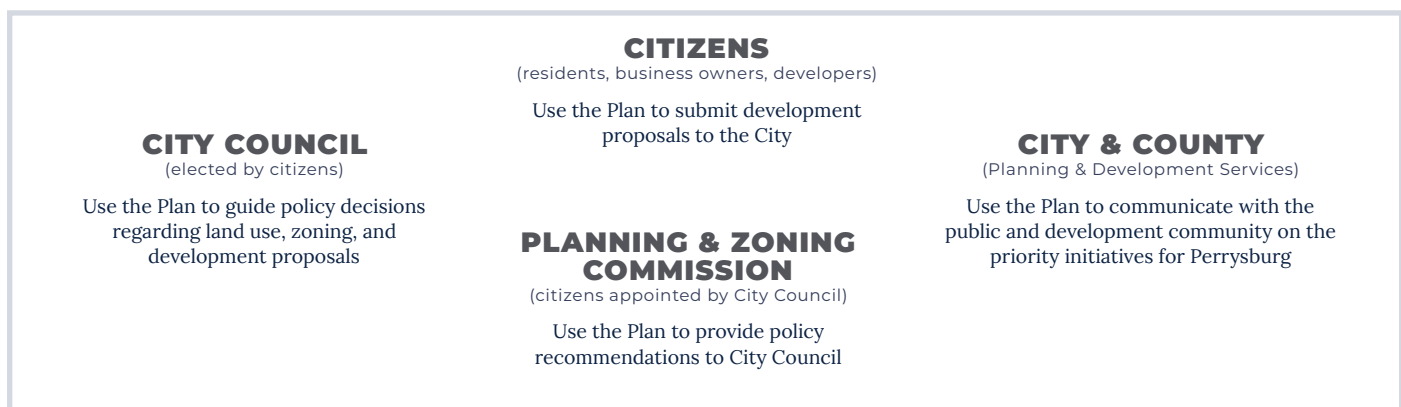 CITIZENS
(residents, business owners, developers)
Use the Plan to submit development
proposals to the City
CITY COUNCIL
(elected by citizens)
Use the Plan to guide policy decisions
regarding land use, zoning, and
development proposals
CITY & COUNTY
(Planning & Development Services)
Use the Plan to communicate with the
public and development community on the
priority initiatives for Perrysburg
PLANNING & ZONING
COMMISSION
(citizens appointed by City Council)
Use the Plan to provide policy
recommendations to City Council